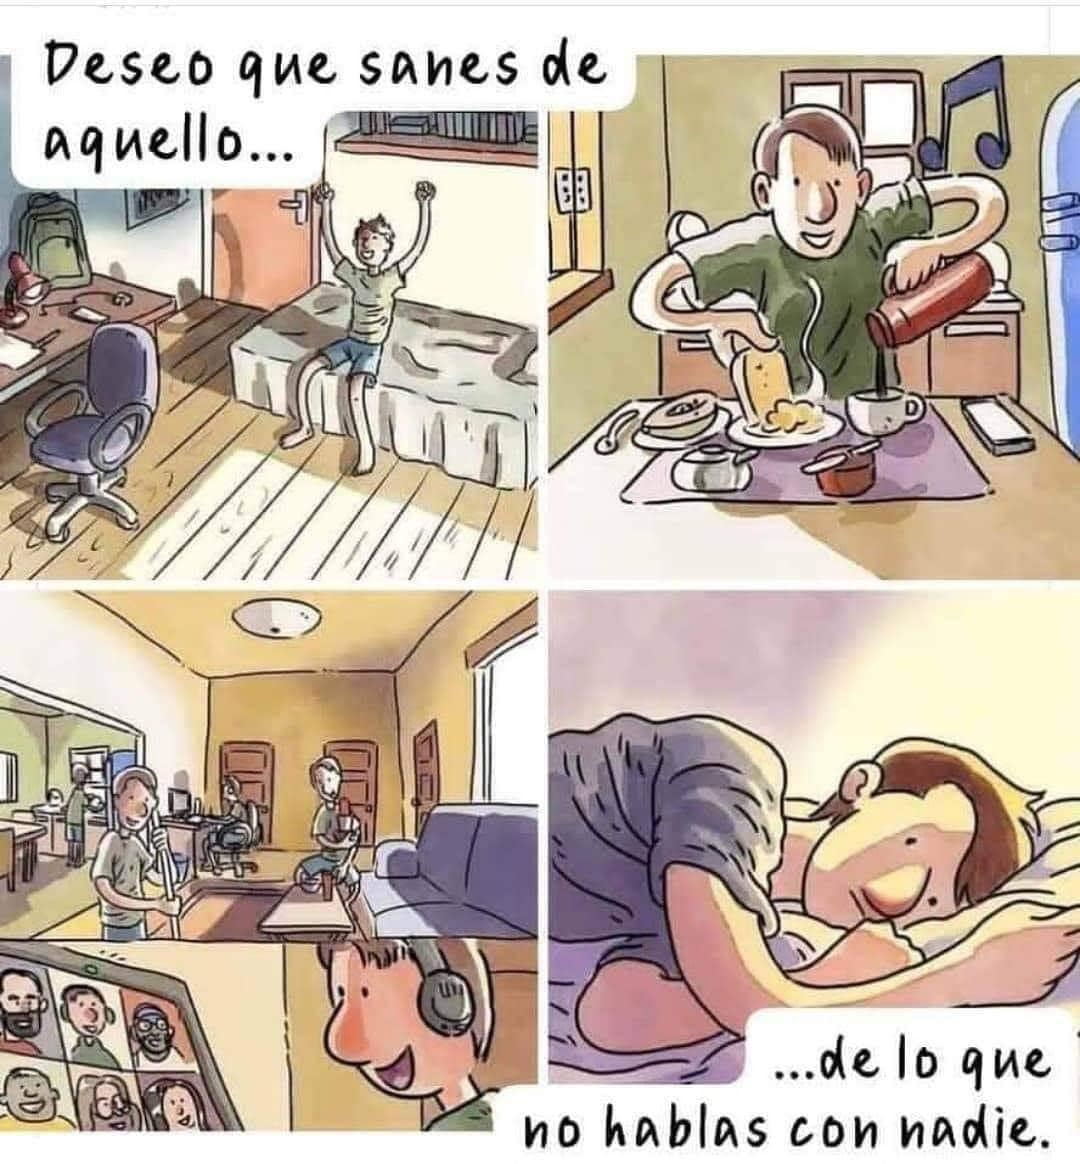 Deseo que sanes de
aquello...
...de lo que
no hablas con nadie.